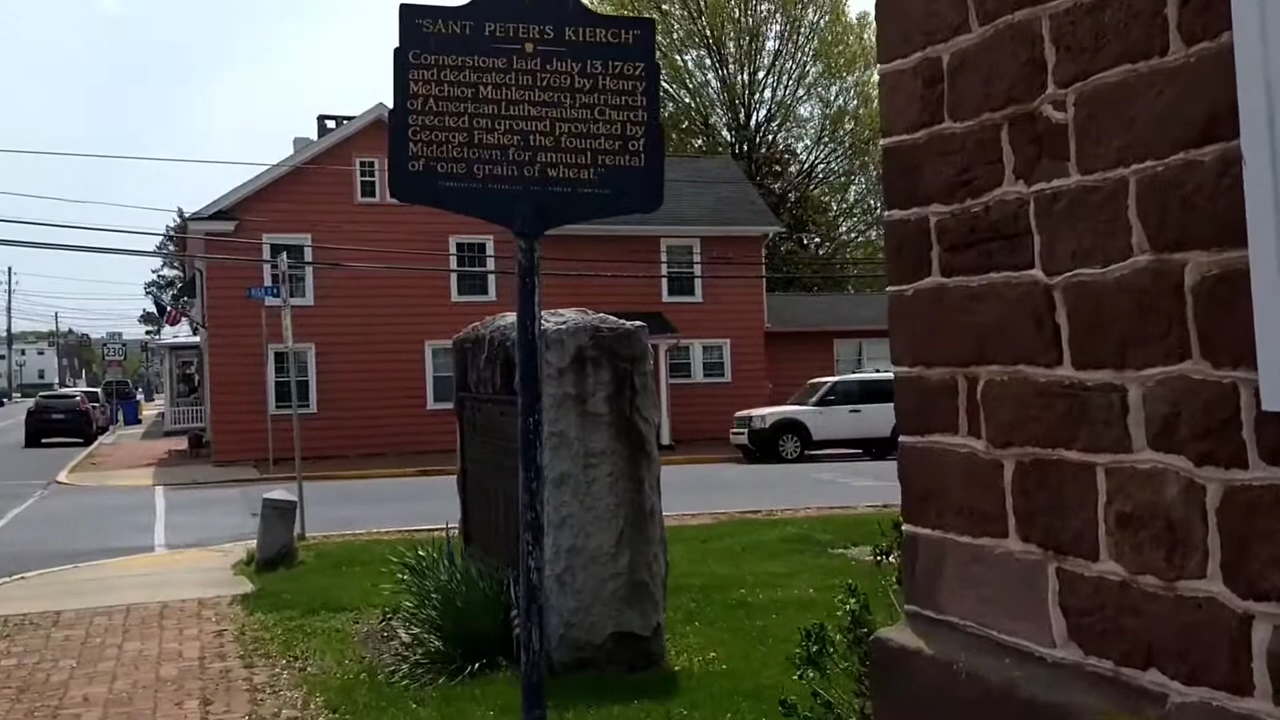 "SANT PETER'S KIERCH"
Cornerstone laid July 13, 1767,
and dedicated in 1769 by Henry
Melchior Muhlenberg, patriarch
of American Lutheranism. Church
erected on ground provided by
George Fisher, the founder of
Middletown, for annual rental
of "one grain of wheat."
HIGH
230